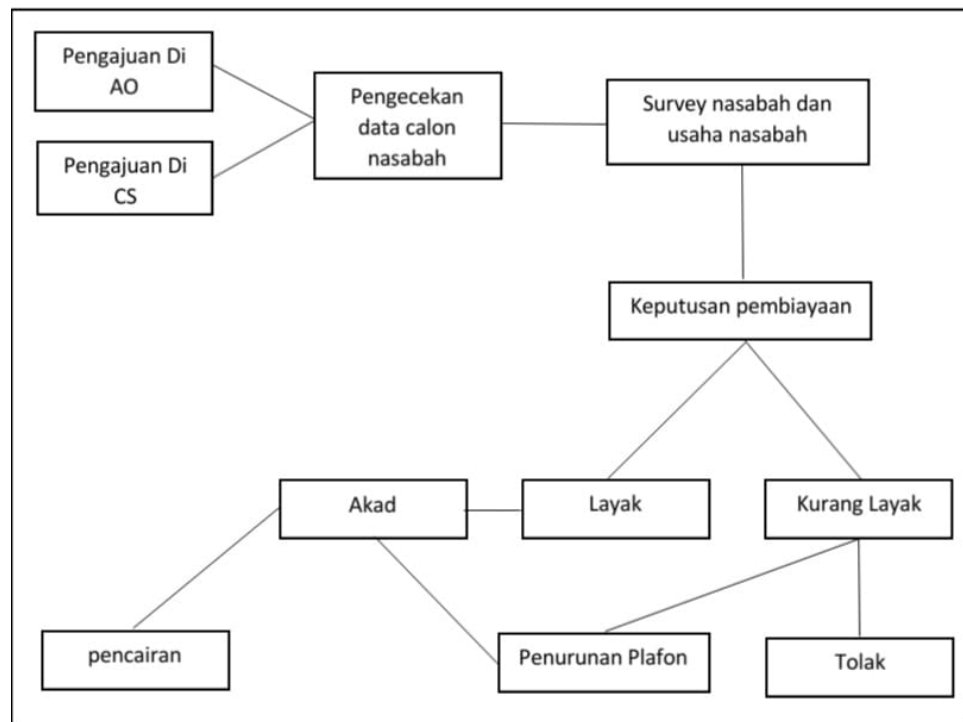 Pengajuan Di
AO
Pengajuan Di
CS
Pengecekan
data calon
nasabah
Survey nasabah dan
usaha nasabah
Keputusan pembiayaan
Akad
Layak
Kurang Layak
pencairan
Penurunan Plafon
Tolak